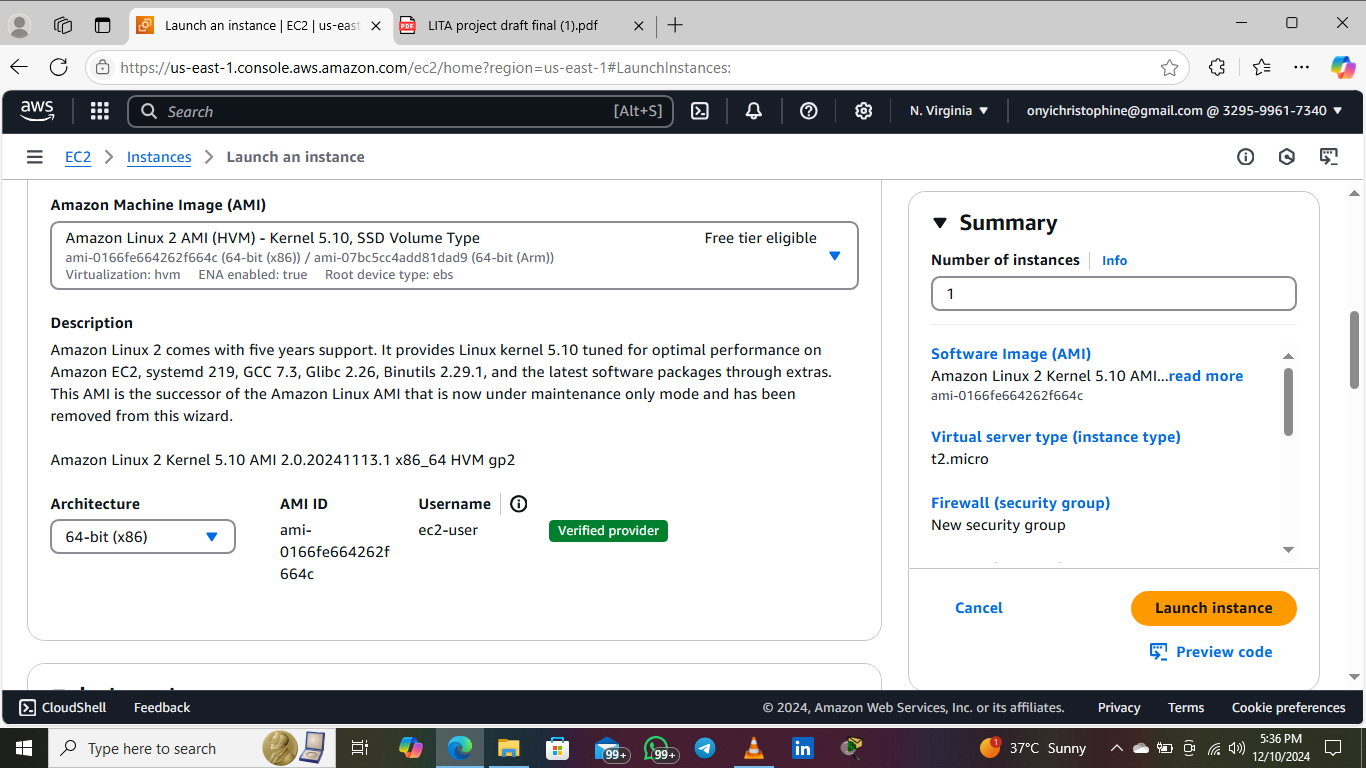 Launch an instance | EC2 | us-east
PDF
LITA project draft final (1).pdf
https://us-east-1.console.aws.amazon.com/ec2/home?region=us-east-1#LaunchInstances:
aws
Search
[Alt+S]
N. Virginia
onyichristophine@gmail.com @ 3295-9961-7340
EC2
Instances
Launch an instance
Amazon Machine Image (AMI)
Amazon Linux 2 AMI (HVM) - Kernel 5.10, SSD Volume Type
Free tier eligible
ami-0166fe664262f664c (64-bit (x86)) / ami-07bc5cc4add81dad9 (64-bit (Arm))
Virtualization: hvm ENA enabled: true Root device type: ebs
Description
Amazon Linux 2 comes with five years support. It provides Linux kernel 5.10 tuned for optimal performance on
Amazon EC2, systemd 219, GCC 7.3, Glibc 2.26, Binutils 2.29.1, and the latest software packages through extras.
This AMI is the successor of the Amazon Linux AMI that is now under maintenance only mode and has been
removed from this wizard.
Amazon Linux 2 Kernel 5.10 AMI 2.0.20241113.1 x86_64 HVM gp2
Architecture
64-bit (x86)
AMI ID
ami-
0166fe664262f
664c
Username
ec2-user
Verified provider
Summary
Number of instances
Info
1
Software Image (AMI)
Amazon Linux 2 Kernel 5.10 AMI...read more
ami-0166fe664262f664c
Virtual server type (instance type)
t2.micro
Firewall (security group)
New security group
Cancel
Launch instance
Preview code
CloudShell
Feedback
© 2024, Amazon Web Services, Inc. or its affiliates.
Privacy
Terms
Cookie preferences
Type here to search
99+
99+
1
37°C Sunny
5:36 PM
12/10/2024